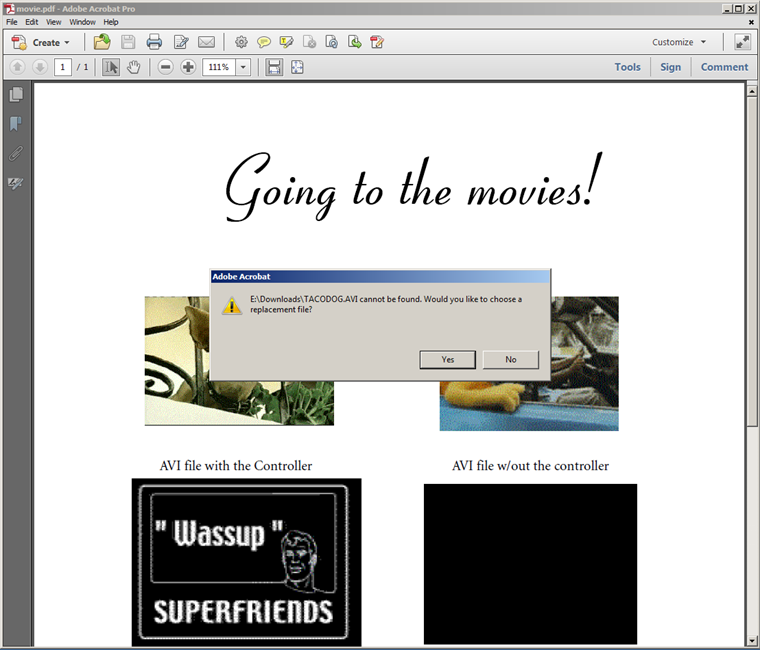 movie.pdf - Adobe Acrobat Pro
File Edit View Window Help
Create Customize
1 / 1 111% Tools Sign Comment
Going to the movies!
Adobe Acrobat
E:\Downloads\TACODOG.AVI cannot be found. Would you like to choose a
replacement file?
Yes No
AVI file with the Controller AVI file w/out the controller
" Wassup "
SUPERFRIENDS